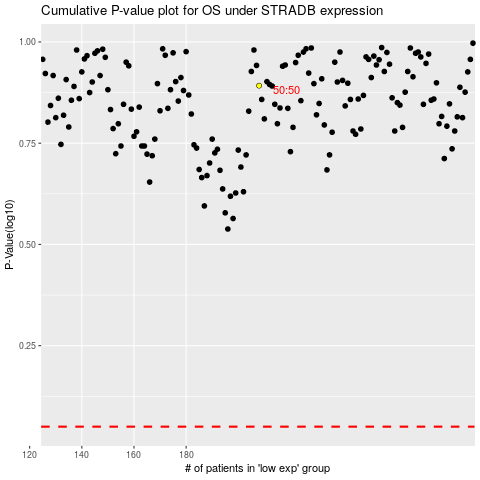 Cumulative P-value plot for OS under STRADB expression
1.00
50:50
0.75
P-Value(log10)
0.50
0.25
120 140 160 180
# of patients in 'low exp' group